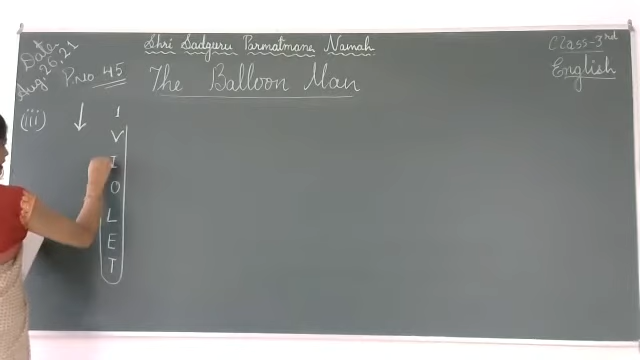 Shri Sadguru Parmatmane Namah
Class-3rd
English
Date
Aug, 26, 21
P.No 45
The Balloon Man
(iii) ↓ 1
V
I
O
L
E
T